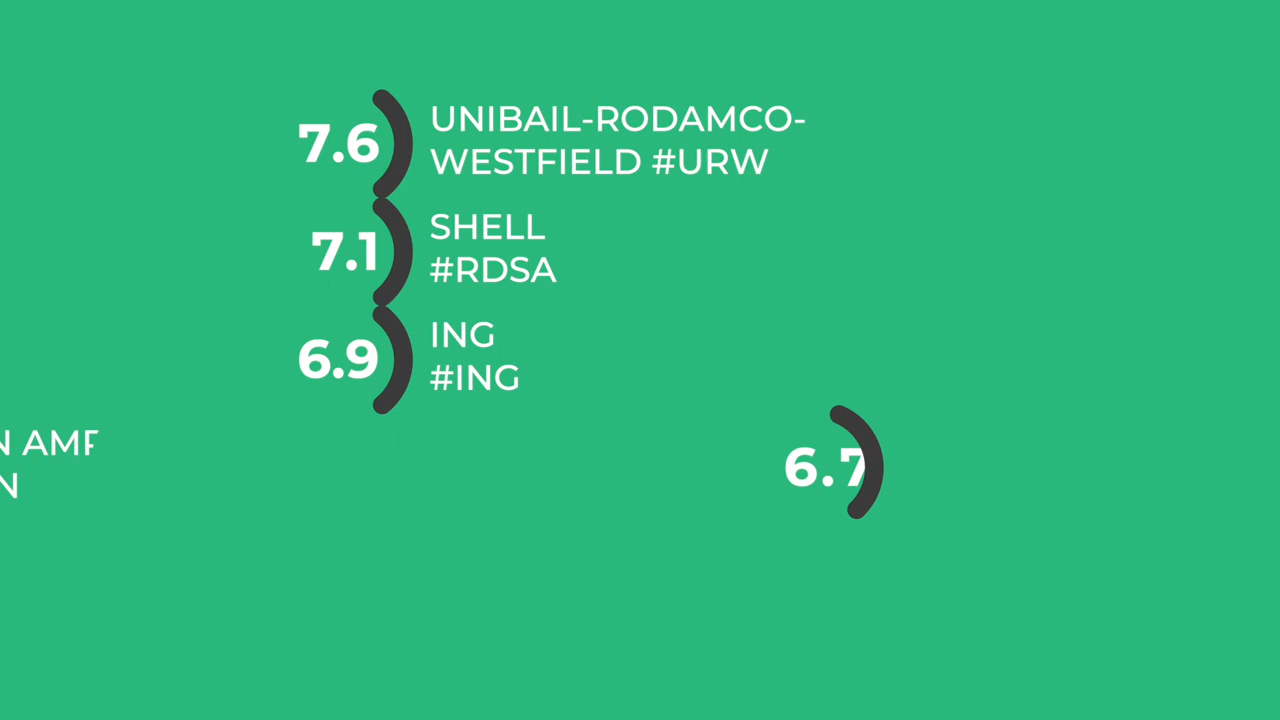 7.6
UNIBAIL-RODAMCO-
WESTFIELD #URW
7.1
SHELL
#RDSA
6.9
ING
#ING
6.7